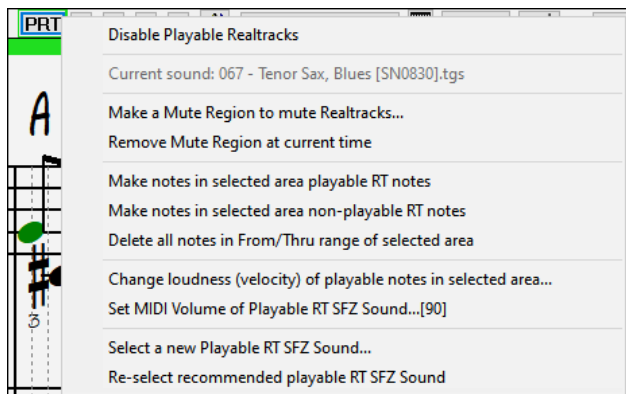 PRT
Disable Playable Realtracks
Current sound: 067 - Tenor Sax, Blues [SN0830].tgs
A
Make a Mute Region to mute Realtracks...
Remove Mute Region at current time
Make notes in selected area playable RT notes
Make notes in selected area non-playable RT notes
Delete all notes in From/Thru range of selected area
Change loudness (velocity) of playable notes in selected area...
Set MIDI Volume of Playable RT SFZ Sound...[90]
3
Select a new Playable RT SFZ Sound...
Re-select recommended playable RT SFZ Sound